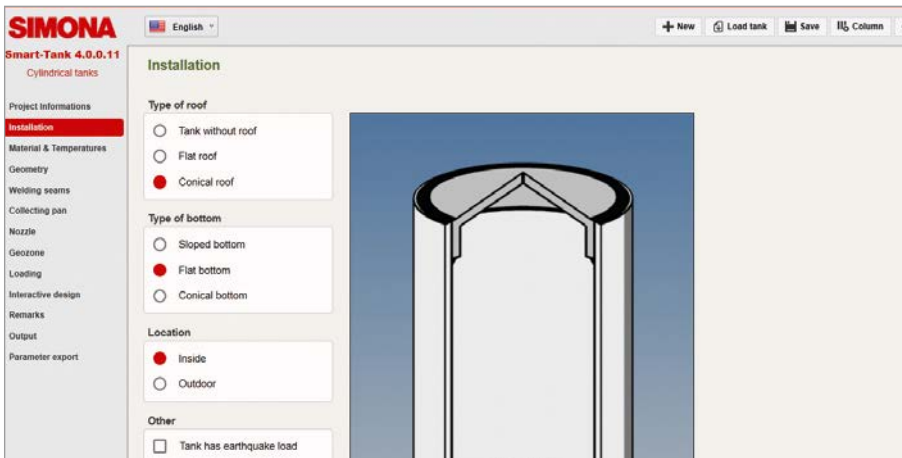 SIMONA
Smart-Tank 4.0.0.11
Cylindrical tanks
English
New
Load tank
Save
Column
Project Informations
Installation
Material & Temperatures
Geometry
Welding seams
Collecting pan
Nozzle
Geozone
Loading
Interactive design
Remarks
Output
Parameter export
Installation
Type of roof
Tank without roof
Flat roof
Conical roof
Type of bottom
Sloped bottom
Flat bottom
Conical bottom
Location
Inside
Outdoor
Other
Tank has earthquake load